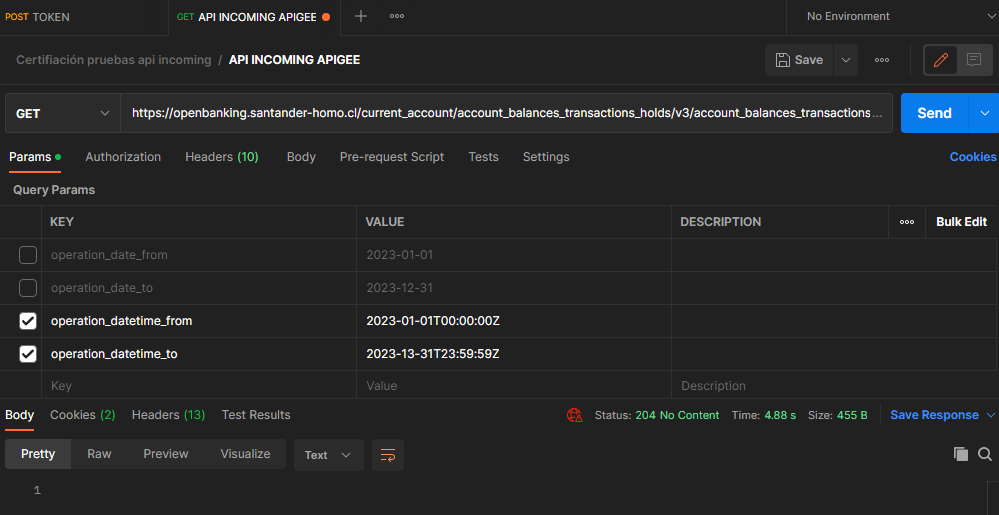 POST TOKEN GET API INCOMING APIGEE No Environment
Certifiación pruebas api incoming / API INCOMING APIGEE Save
GET https://openbanking.santander-homo.cl/current_account/account_balances_transactions_holds/v3/account_balances_transactions... Send
Params Authorization Headers (10) Body Pre-request Script Tests Settings Cookies
Query Params
KEY VALUE DESCRIPTION Bulk Edit
operation_date_from 2023-01-01
operation_date_to 2023-12-31
operation_datetime_from 2023-01-01T00:00:00Z
operation_datetime_to 2023-13-31T23:59:59Z
Key Value Description
Body Cookies (2) Headers (13) Test Results Status: 204 No Content Time: 4.88 s Size: 455 B Save Response
Pretty Raw Preview Visualize Text
1